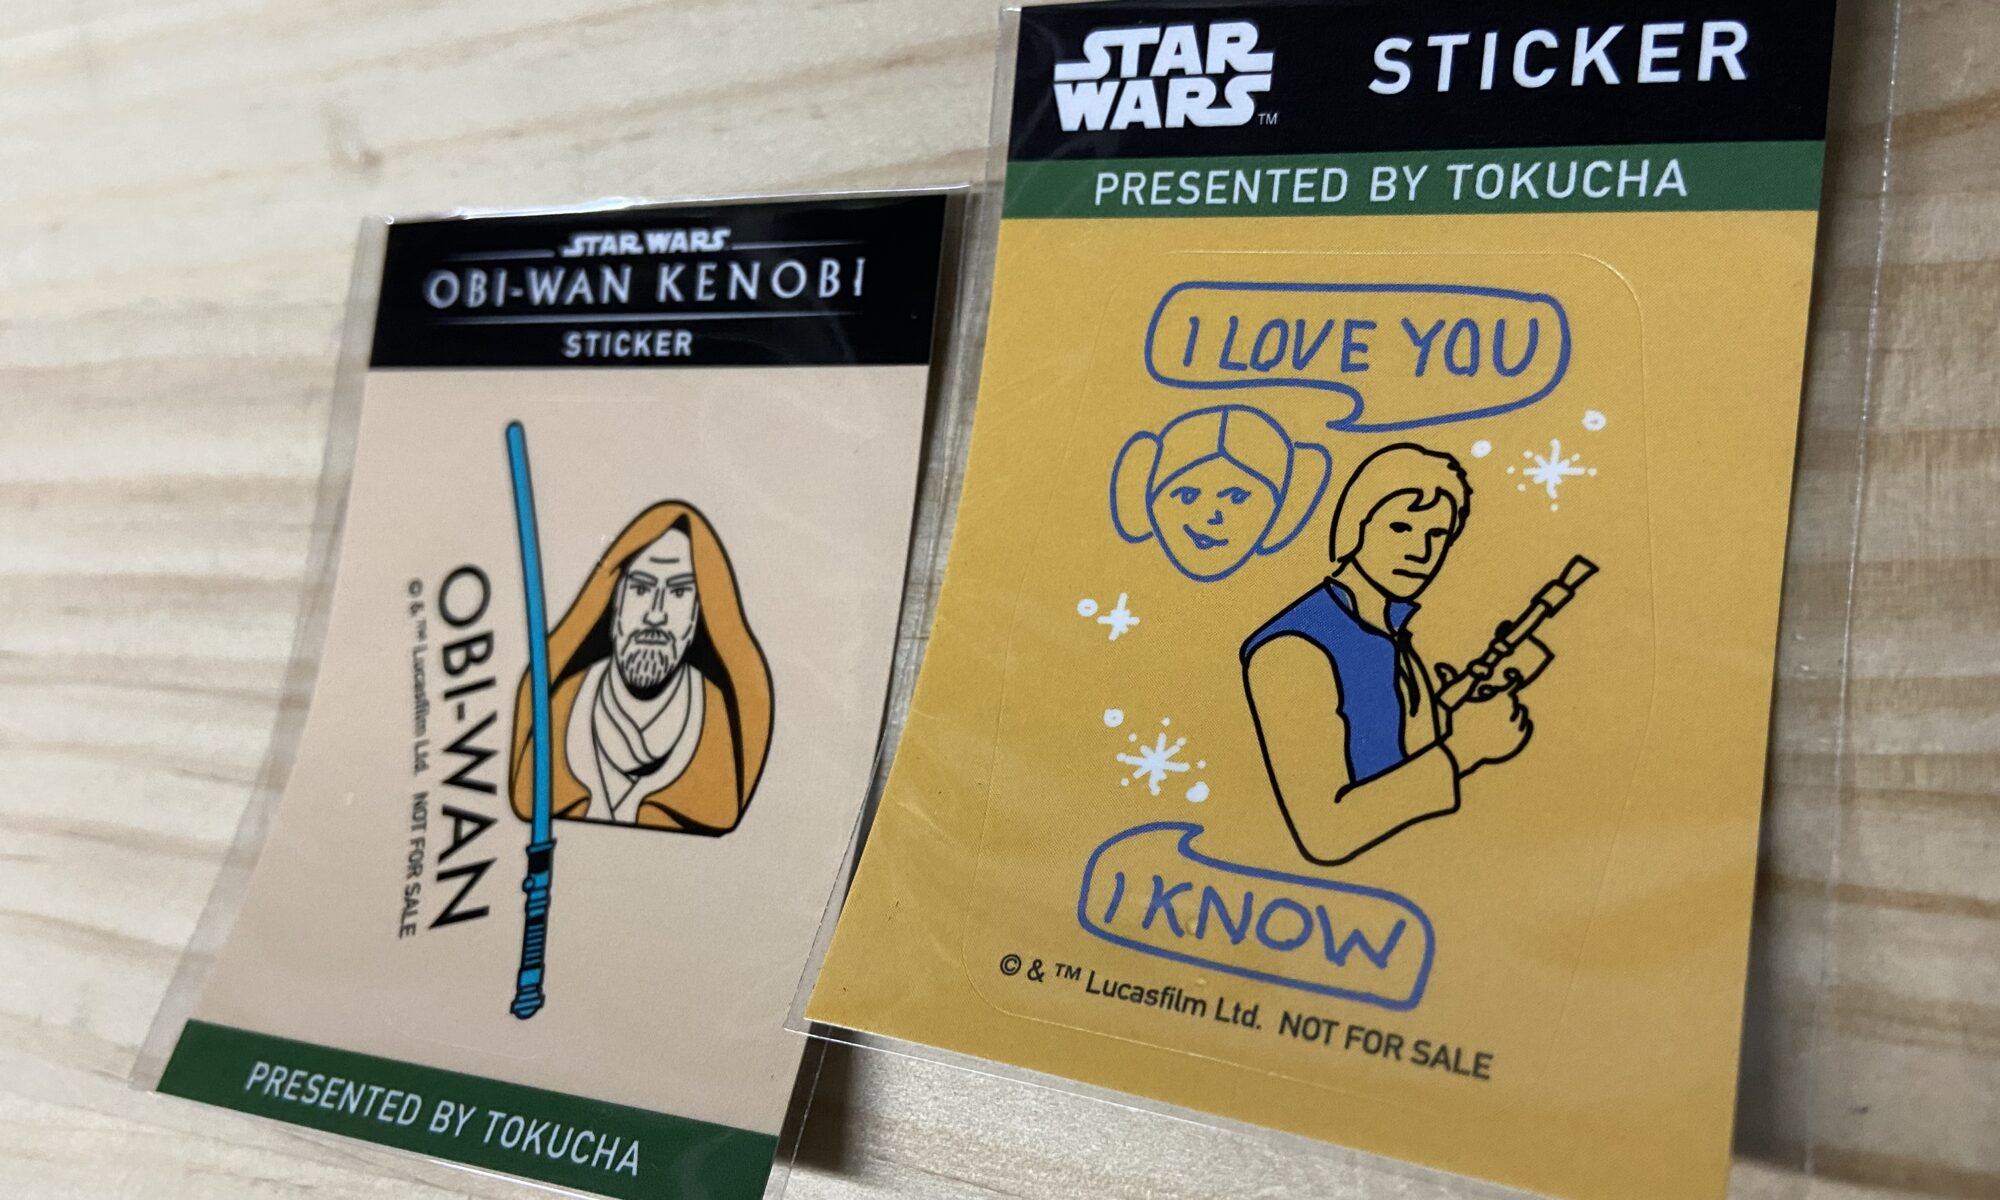 STAR WARS
OBI-WAN KENOBI
STICKER
OBI-WAN
© & ™ Lucasfilm Ltd. NOT FOR SALE
PRESENTED BY TOKUCHA
STAR
WARS™
STICKER
PRESENTED BY TOKUCHA
I LOVE YOU
I KNOW
© & ™ Lucasfilm Ltd. NOT FOR SALE